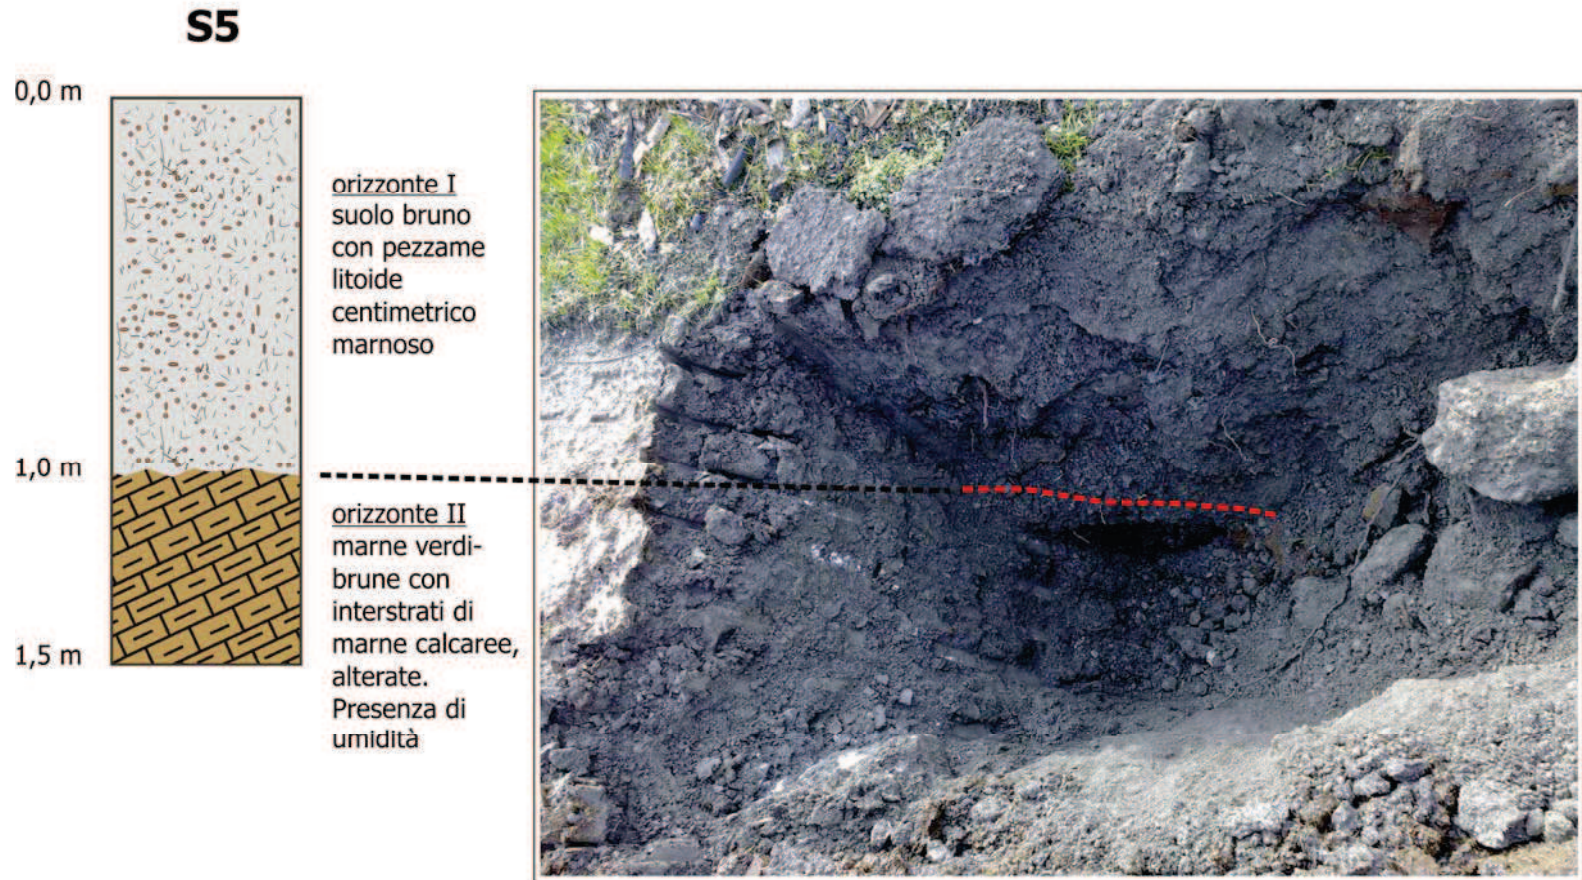 S5
0,0 m
orizzonte I
suolo bruno
con pezzame
litoide
centimetrico
marnoso
1,0 m
orizzonte II
marne verdi-
brune con
interstrati di
marne calcaree,
alterate.
Presenza di
umidità
1,5 m